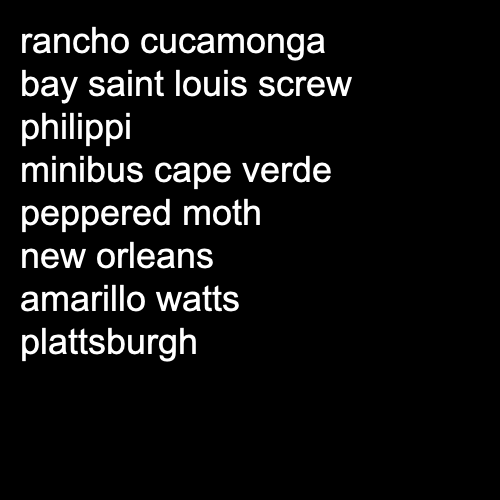 rancho cucamonga
bay saint louis screw
philippi
minibus cape verde
peppered moth
new orleans
amarillo watts
plattsburgh